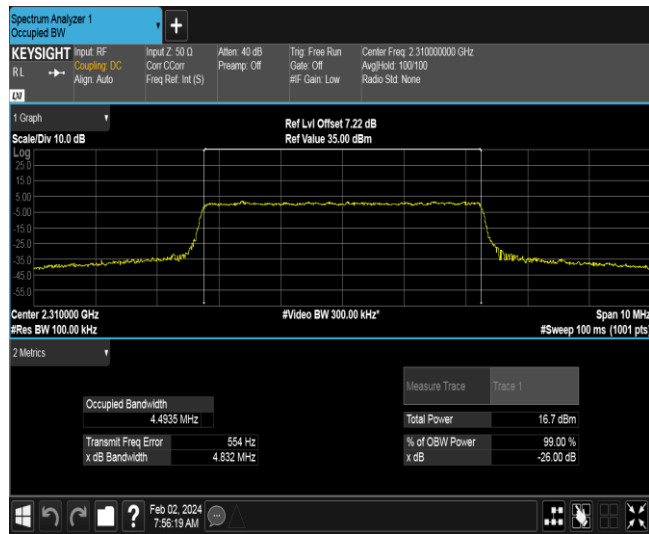 Spectrum Analyzer 1
Occupied BW
+
KEYSIGHT
RL
LXI
Input: RF
Coupling: DC
Align: Auto
Input Z: 50 Ω
Corr CCorr
Freq Ref: Int (S)
Atten: 40 dB
Preamp: Off
Trig: Free Run
Gate: Off
#IF Gain: Low
Center Freq: 2.310000000 GHz
Avg|Hold: 100/100
Radio Std: None
1 Graph
Scale/Div 10.0 dB
Ref Lvl Offset 7.22 dB
Ref Value 35.00 dBm
Log
25.0
15.0
5.00
-5.00
-15.0
-25.0
-35.0
-45.0
-55.0
Center 2.310000 GHz
#Video BW 300.00 kHz*
Span 10 MHz
#Res BW 100.00 kHz
#Sweep 100 ms (1001 pts)
2 Metrics
Measure Trace
Trace 1
Occupied Bandwidth
4.4935 MHz
Total Power
16.7 dBm
Transmit Freq Error
554 Hz
% of OBW Power
99.00 %
x dB Bandwidth
4.832 MHz
x dB
-26.00 dB
?
Feb 02, 2024
7:56:19 AM